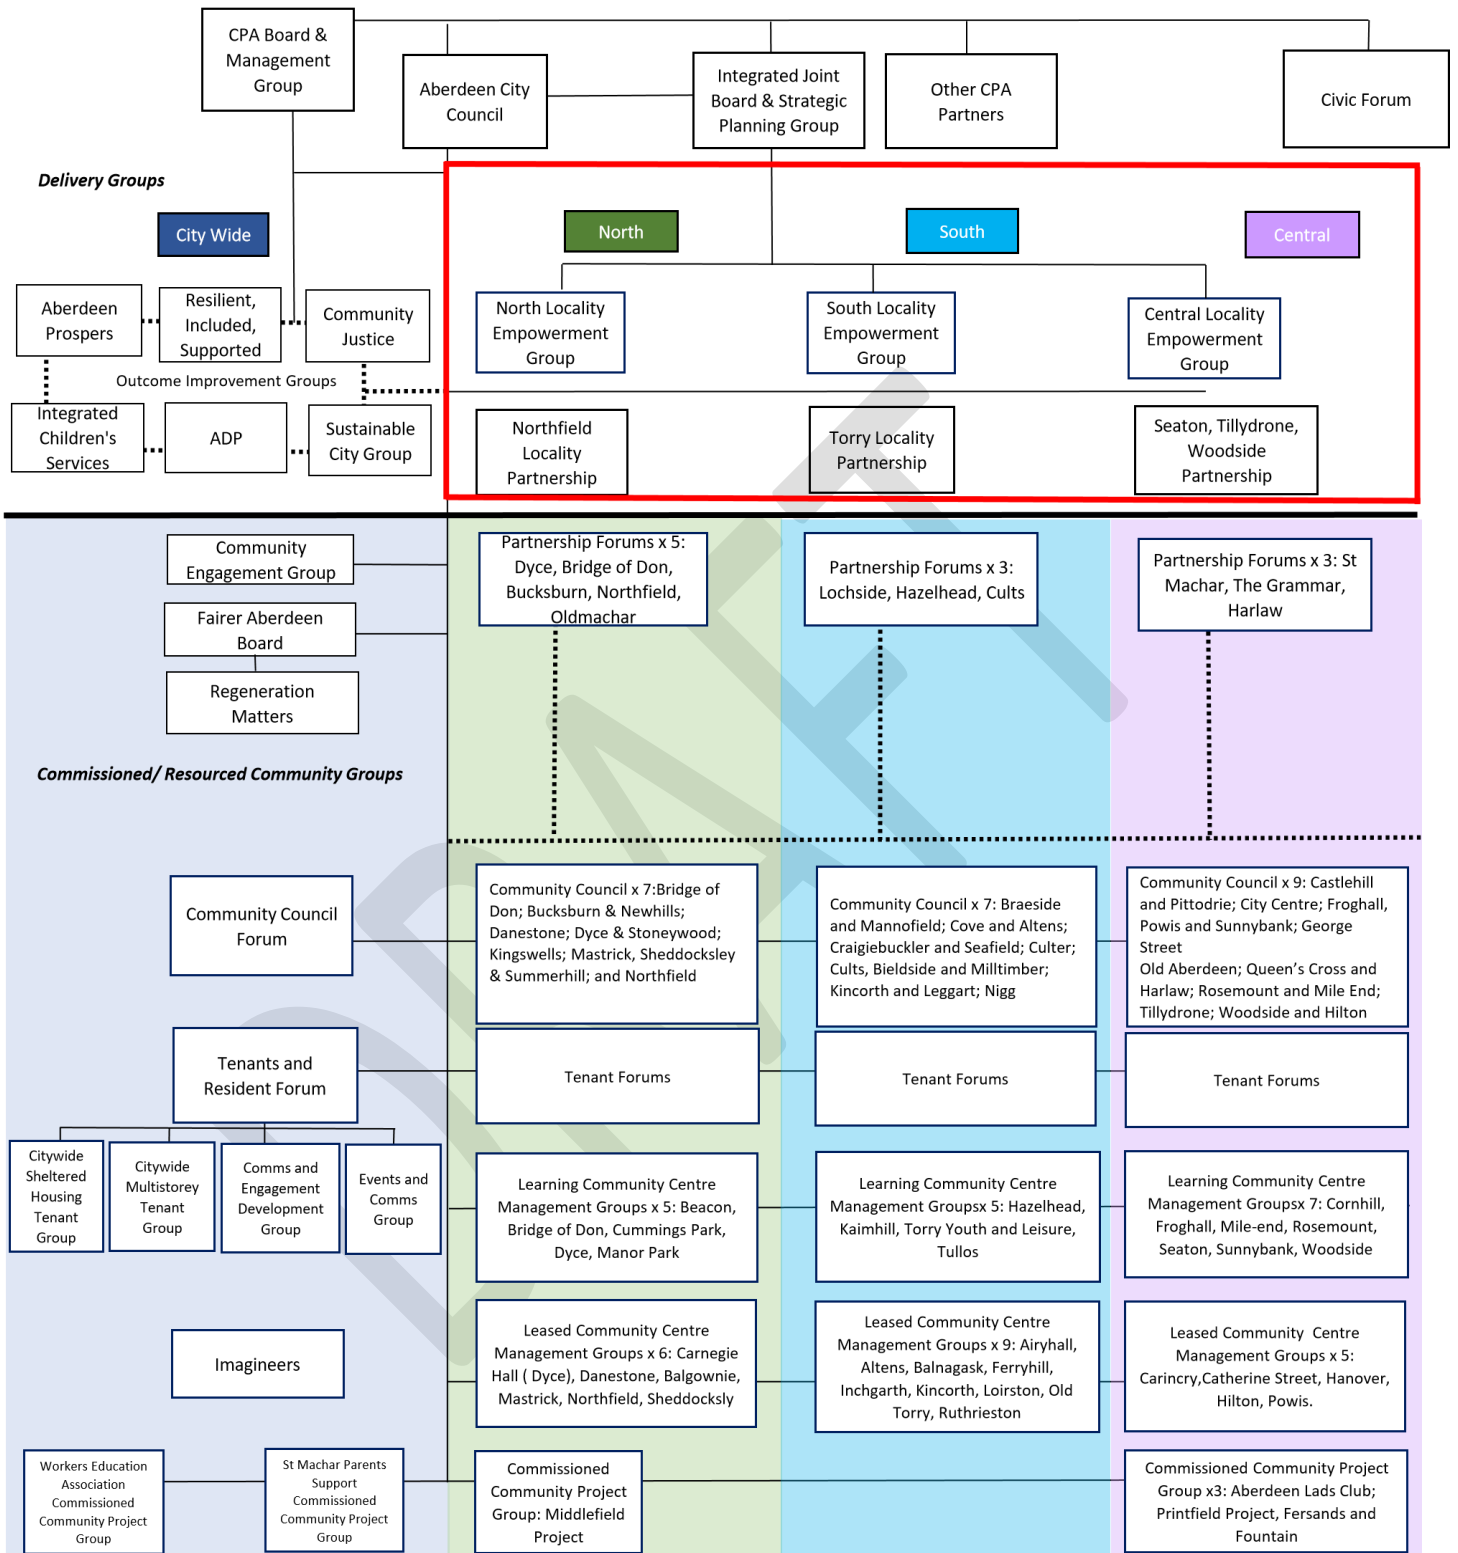 CPA Board &
Management
Group
Aberdeen City
Council
Integrated Joint
Board & Strategic
Planning Group
Other CPA
Partners
Civic Forum
Delivery Groups
City Wide
North
South
Central
Aberdeen
Prospers
Resilient,
Included,
Supported
Community
Justice
North Locality
Empowerment
Group
South Locality
Empowerment
Group
Central Locality
Empowerment
Group
Outcome Improvement Groups
Integrated
Children's
Services
ADP
Sustainable
City Group
Northfield
Locality
Partnership
Torry Locality
Partnership
Seaton, Tillydrone,
Woodside
Partnership
Community
Engagement Group
Partnership Forums x 5:
Dyce, Bridge of Don,
Bucksburn, Northfield,
Oldmachar
Partnership Forums x 3:
Lochside, Hazelhead, Cults
Partnership Forums x 3: St
Machar, The Grammar,
Harlaw
Fairer Aberdeen
Board
Regeneration
Matters
Commissioned/ Resourced Community Groups
Community Council
Forum
Community Council x 7:Bridge of
Don; Bucksburn & Newhills;
Danestone; Dyce & Stoneywood;
Kingswells; Mastrick, Sheddocksley
& Summerhill; and Northfield
Community Council x 7: Braeside
and Mannofield; Cove and Altens;
Craigiebuckler and Seafield; Culter;
Cults, Bieldside and Milltimber;
Kincorth and Leggart; Nigg
Community Council x 9: Castlehill
and Pittodrie; City Centre; Froghall,
Powis and Sunnybank; George
Street
Old Aberdeen; Queen's Cross and
Harlaw; Rosemount and Mile End;
Tillydrone; Woodside and Hilton
Tenants and
Resident Forum
Tenant Forums
Tenant Forums
Tenant Forums
Citywide
Sheltered
Housing
Tenant
Group
Citywide
Multistorey
Tenant
Group
Comms and
Engagement
Development
Group
Events and
Comms
Group
Learning Community Centre
Management Groups x 5: Beacon,
Bridge of Don, Cummings Park,
Dyce, Manor Park
Learning Community Centre
Management Groupsx 5: Hazelhead,
Kaimhill, Torry Youth and Leisure,
Tullos
Learning Community Centre
Management Groupsx 7: Cornhill,
Froghall, Mile-end, Rosemount,
Seaton, Sunnybank, Woodside
Imagineers
Leased Community Centre
Management Groups x 6: Carnegie
Hall ( Dyce), Danestone, Balgownie,
Mastrick, Northfield, Sheddocksly
Leased Community Centre
Management Groups x 9: Airyhall,
Altens, Balnagask, Ferryhill,
Inchgarth, Kincorth, Loirston, Old
Torry, Ruthrieston
Leased Community Centre
Management Groups x 5:
Carincry,Catherine Street, Hanover,
Hilton, Powis.
Workers Education
Association
Commissioned
Community Project
Group
St Machar Parents
Support
Commissioned
Community Project
Group
Commissioned
Community Project
Group: Middlefield
Project
Commissioned Community Project
Group x3: Aberdeen Lads Club;
Printfield Project, Fersands and
Fountain
DRAFT